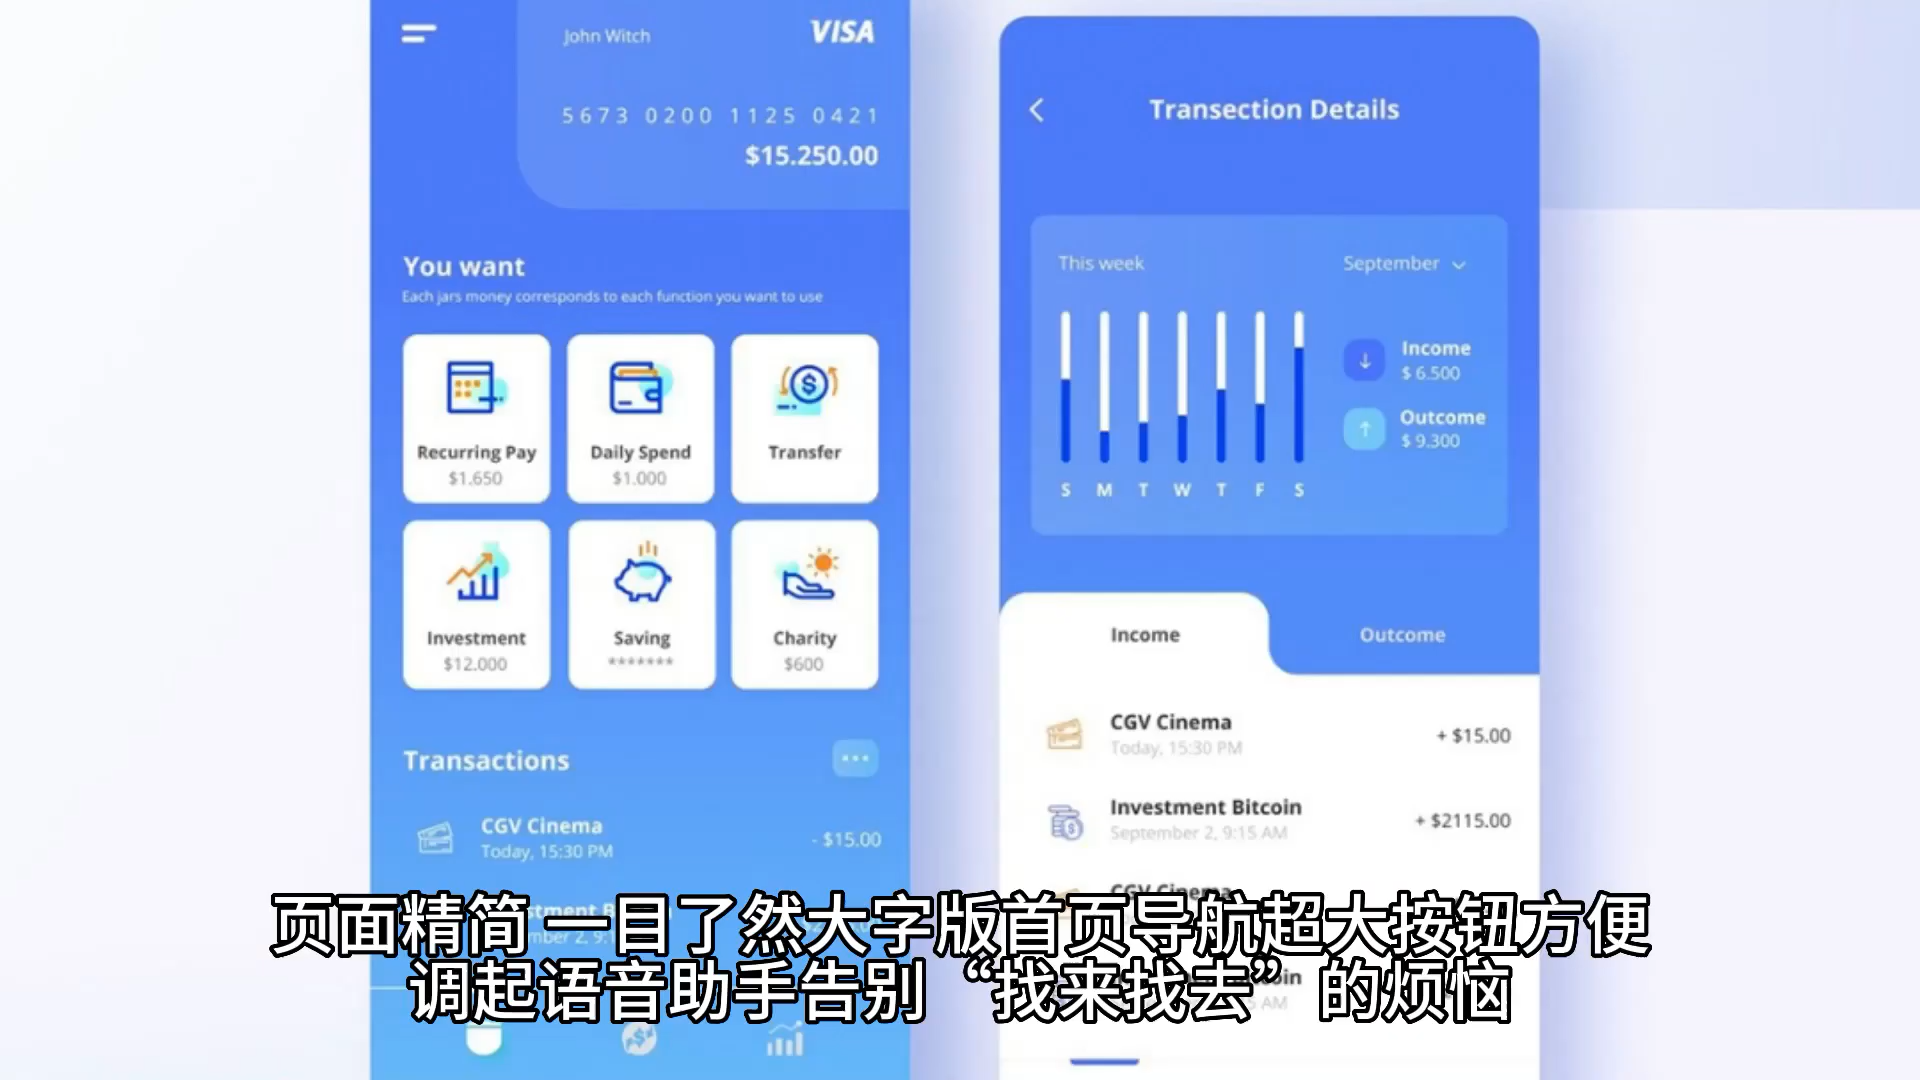 John Witch
VISA
5673 0200 1125 0421
$15.250.00
You want
Each jars money corresponds to each function you want to use
Recurring Pay
$1.650
Daily Spend
$1.000
Transfer
Investment
$12.000
Saving
*******
Charity
$600
Transactions
CGV Cinema
Today, 15:30 PM
- $15.00
Transection Details
This week
September
S M T W T F S
Income
$ 6.500
Outcome
$ 9.300
Income
Outcome
CGV Cinema
Today, 15:30 PM
+ $15.00
Investment Bitcoin
September 2, 9:15 AM
+ $2115.00
CGV Cinema
页面精简 一目了然大字版首页导航超大按钮方便
调起语音助手告别“找来找去”的烦恼